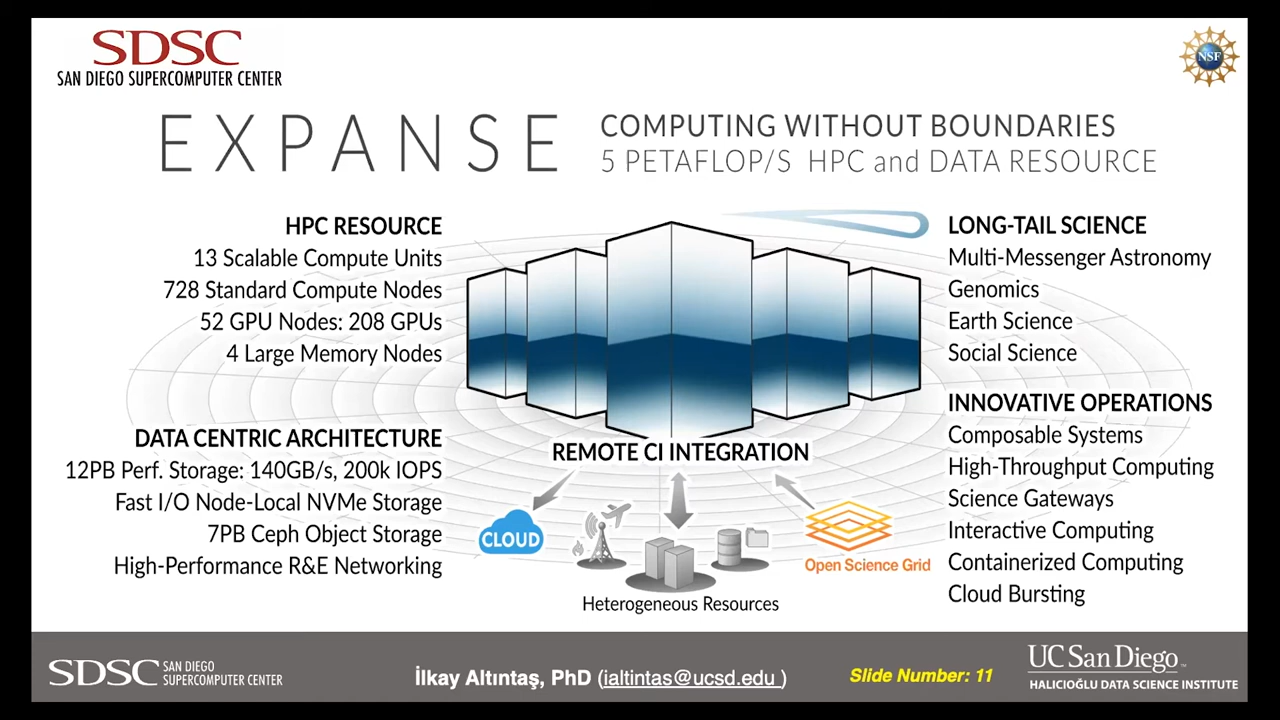 SDSC
SAN DIEGO SUPERCOMPUTER CENTER
NSF
EXPANSE
COMPUTING WITHOUT BOUNDARIES
5 PETAFLOP/S HPC and DATA RESOURCE
HPC RESOURCE
13 Scalable Compute Units
728 Standard Compute Nodes
52 GPU Nodes: 208 GPUs
4 Large Memory Nodes
DATA CENTRIC ARCHITECTURE
12PB Perf. Storage: 140GB/s, 200k IOPS
Fast I/O Node-Local NVMe Storage
7PB Ceph Object Storage
High-Performance R&E Networking
REMOTE CI INTEGRATION
CLOUD
Heterogeneous Resources
Open Science Grid
LONG-TAIL SCIENCE
Multi-Messenger Astronomy
Genomics
Earth Science
Social Science
INNOVATIVE OPERATIONS
Composable Systems
High-Throughput Computing
Science Gateways
Interactive Computing
Containerized Computing
Cloud Bursting
SDSC SAN DIEGO
SUPERCOMPUTER CENTER
İlkay Altıntaş, PhD (ialtintas@ucsd.edu )
Slide Number: 11
UC San Diego
HALICIOĞLU DATA SCIENCE INSTITUTE